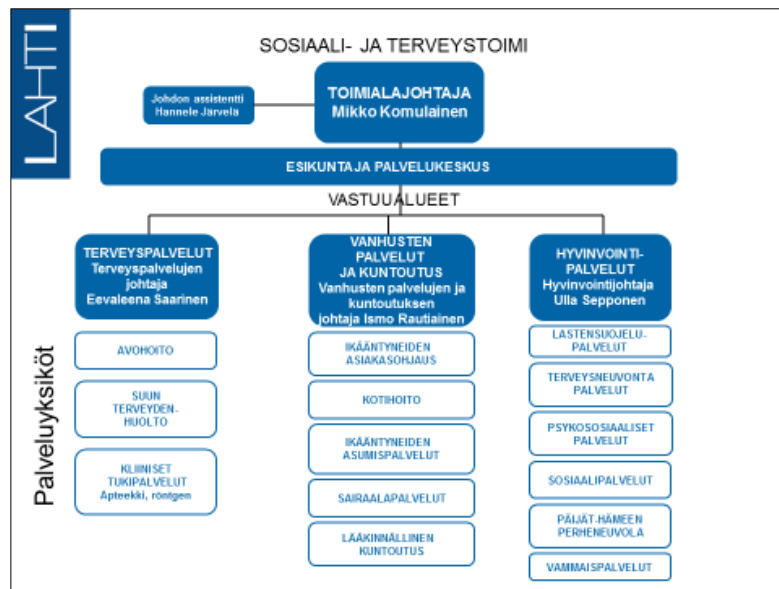 LAHTI
SOSIAALI- JA TERVEYSTOIMI
TOIMIALAJOHTAJA
Mikko Komulainen
Johdon assistentti
Hannele Järvelä
ESIKUNTAJA PALVELUKESKUS
VASTUUALUEET
TERVEYSPALVELUT
Terveyspalvelujen
johtaja
Eevaleena Saarinen
AVOHOITO
SUUN
TERVEYDEN-
HUOLTO
KLIINISET
TUKIPALVELUT
Apteekki, röntgen
VANHUSTEN
PALVELUT
JA KUNTOUTUS
Vanhusten palvelujen ja
kuntoutuksen
johtaja Ismo Rautiainen
IKÄÄNTYNEIDEN
ASIAKASOHJAUS
KOTIHOITO
IKÄÄNTYNEIDEN
ASUMISPALVELUT
SAIRAALAPALVELUT
LÄÄKINNÄLLINEN
KUNTOUTUS
HYVINVOINTI-
PALVELUT
Hyvinvointijohtaja
Ulla Sepponen
LASTENSUOJELU-
PALVELUT
TERVEYSNEUVONTA
PALVELUT
PSYKOSOSIAALISET
PALVELUT
SOSIAALIPALVELUT
PÄIJÄT-HÄMEEN
PERHENEUVOLA
VAMMAISPALVELUT
Palveluyksiköt